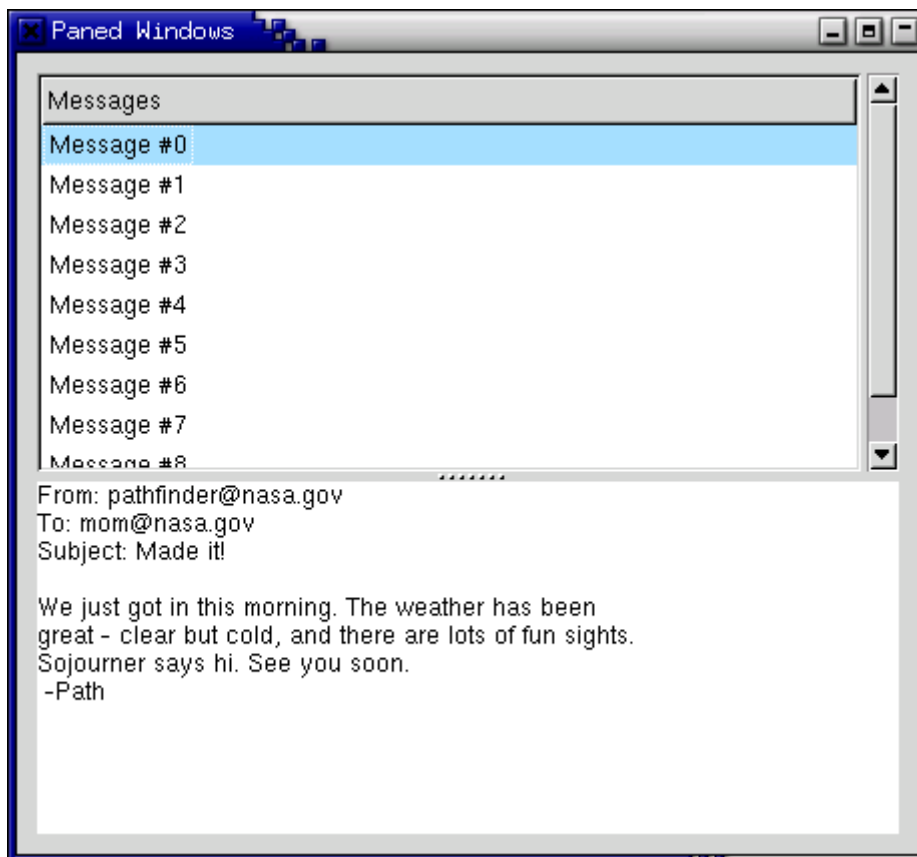 Paned Windows
Messages
Message #0
Message #1
Message #2
Message #3
Message #4
Message #5
Message #6
Message #7
Message #8
From: pathfinder@nasa.gov
To: mom@nasa.gov
Subject: Made it!
We just got in this morning. The weather has been
great - clear but cold, and there are lots of fun sights.
Sojourner says hi. See you soon.
-Path